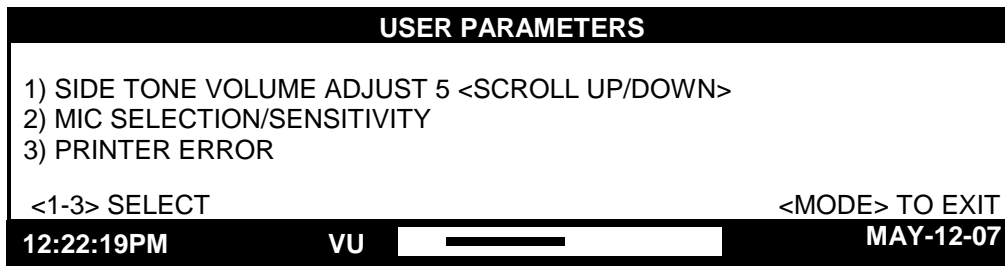 USER PARAMETERS
1) SIDE TONE VOLUME ADJUST 5 <SCROLL UP/DOWN>
2) MIC SELECTION/SENSITIVITY
3) PRINTER ERROR
<1-3> SELECT <MODE> TO EXIT
12:22:19PM VU MAY-12-07